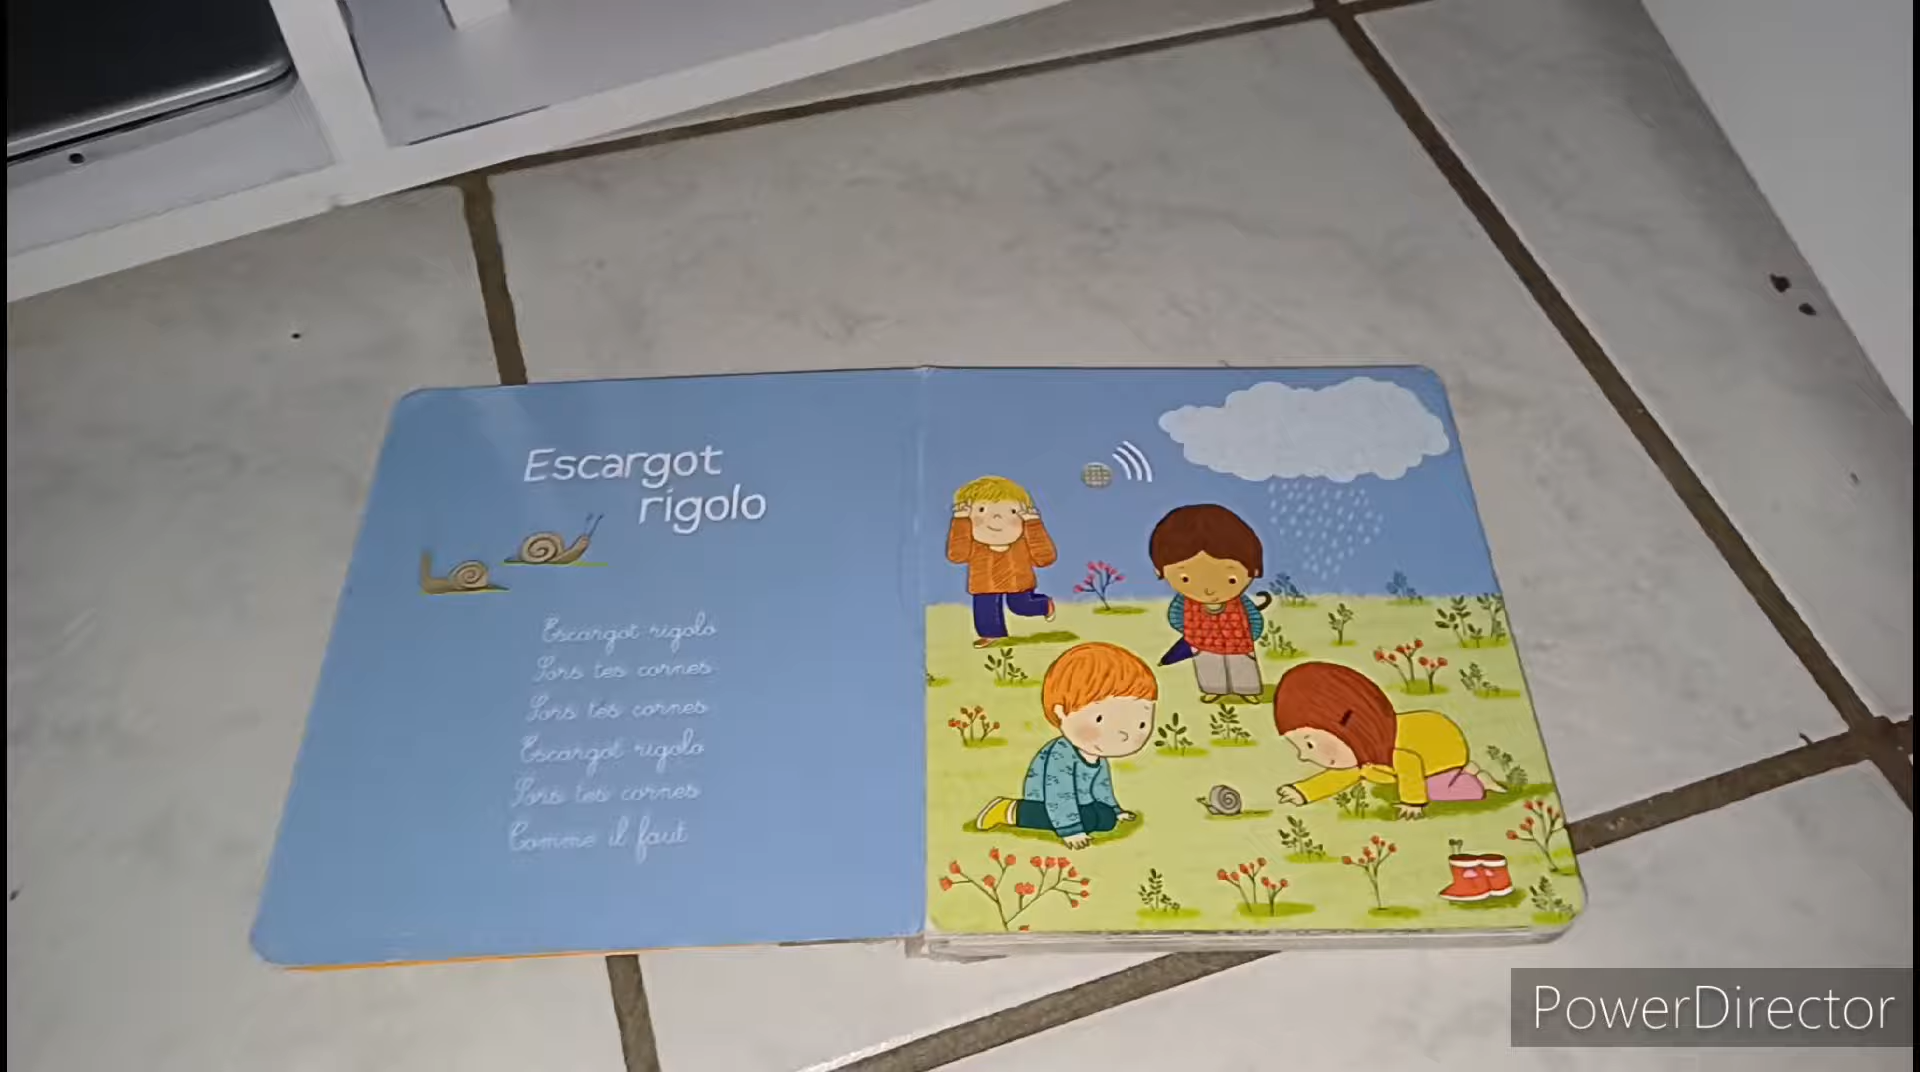 Escargot
rigolo
Escargot rigolo
Sors tes cornes
Sors tes cornes
Escargot rigolo
Sors tes cornes
Comme il faut
PowerDirector